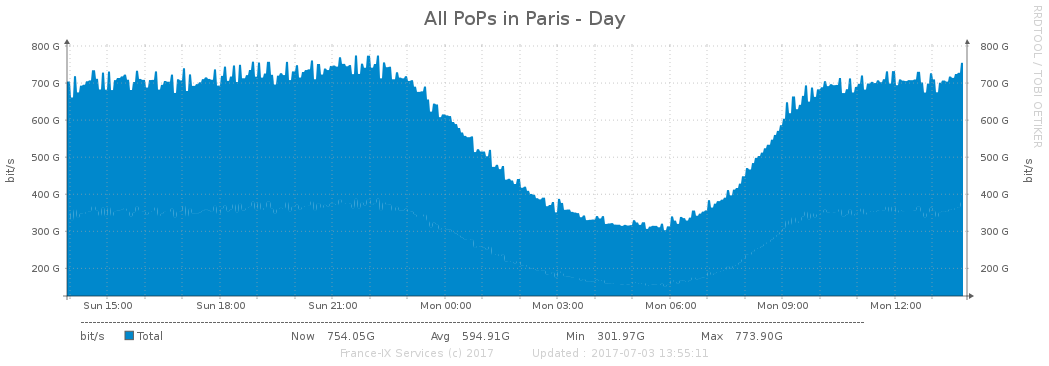 All PoPs in Paris - Day
RRDTOOL / TOBI OETIKER
800 G 800 G
700 G 700 G
600 G 600 G
500 G 500 G
400 G 400 G
300 G 300 G
200 G 200 G
bit/s bit/s
Sun 15:00 Sun 18:00 Sun 21:00 Mon 00:00 Mon 03:00 Mon 06:00 Mon 09:00 Mon 12:00
bit/s Total Now 754.05G Avg 594.91G Min 301.97G Max 773.90G
France-IX Services (c) 2017 Updated : 2017-07-03 13:55:11